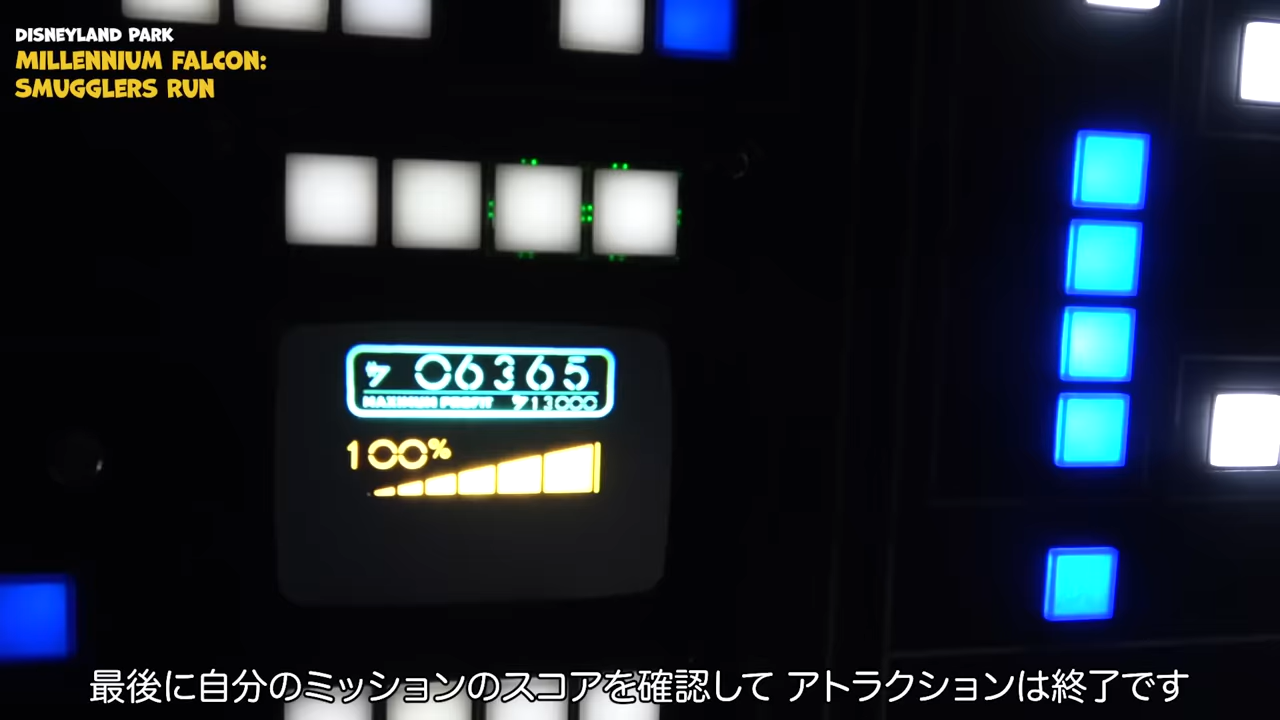 DISNEYLAND PARK
MILLENNIUM FALCON:
SMUGGLERS RUN
06365
MAXIMUM PROFIT 13000
100%
最後に自分のミッションのスコアを確認して アトラクションは終了です